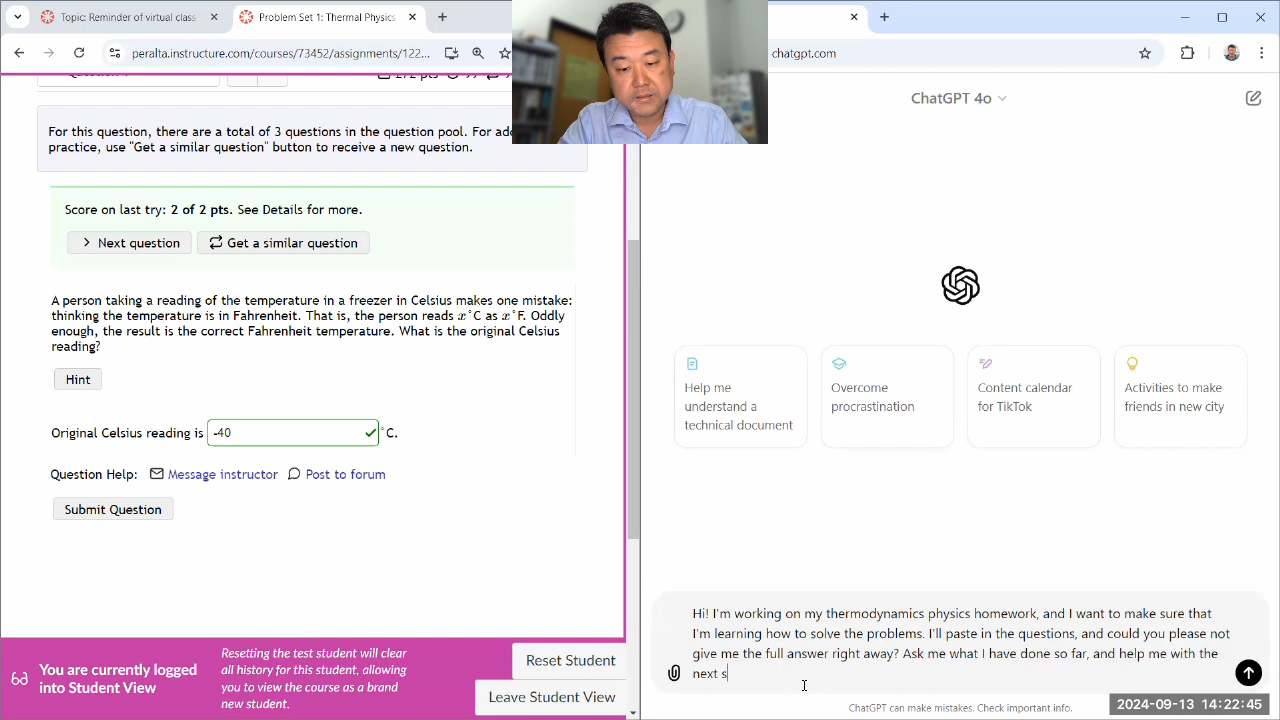 Topic: Reminder of virtual class
Problem Set 1: Thermal Physics
peralta.instructure.com/courses/73452/assignments/122...
chatgpt.com
For this question, there are a total of 3 questions in the question pool. For
practice, use "Get a similar question" button to receive a new question.
Score on last try: 2 of 2 pts. See Details for more.
Next question
Get a similar question
A person taking a reading of the temperature in a freezer in Celsius makes one mistake:
thinking the temperature is in Fahrenheit. That is, the person reads x°C as x°F. Oddly
enough, the result is the correct Fahrenheit temperature. What is the original Celsius
reading?
Hint
Original Celsius reading is -40 °C.
Question Help: Message instructor Post to forum
Submit Question
You are currently logged
into Student View
Resetting the test student will clear
all history for this student, allowing
you to view the course as a brand
new student.
Reset Student
Leave Student View
ChatGPT 4o
Help me
understand a
technical document
Overcome
procrastination
Content calendar
for TikTok
Activities to make
friends in new city
Hi! I'm working on my thermodynamics physics homework, and I want to make sure that
I'm learning how to solve the problems. I'll paste in the questions, and could you please not
give me the full answer right away? Ask me what I have done so far, and help me with the
next s
ChatGPT can make mistakes. Check important info.
2024-09-13 14:22:45